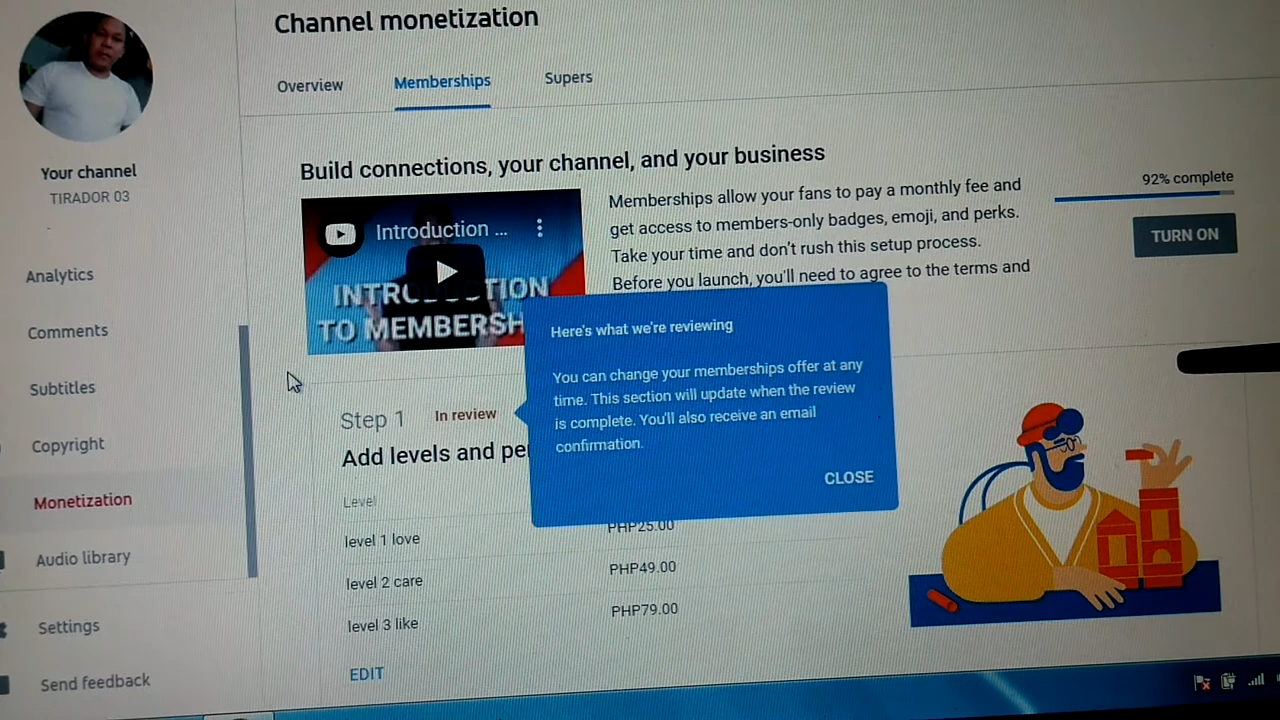 Channel monetization
Overview
Memberships
Supers
Your channel
TIRADOR 03
Analytics
Comments
Subtitles
Copyright
Monetization
Audio library
Settings
Send feedback
Build connections, your channel, and your business
Introduction ...
INTRODUCTION
TO MEMBERSH
Memberships allow your fans to pay a monthly fee and
get access to members-only badges, emoji, and perks.
Take your time and don't rush this setup process.
Before you launch, you'll need to agree to the terms and
92% complete
TURN ON
Here's what we're reviewing
You can change your memberships offer at any
time. This section will update when the review
is complete. You'll also receive an email
confirmation.
CLOSE
Step 1
In review
Add levels and pe
Level
level 1 love
PHP25.00
level 2 care
PHP49.00
level 3 like
PHP79.00
EDIT